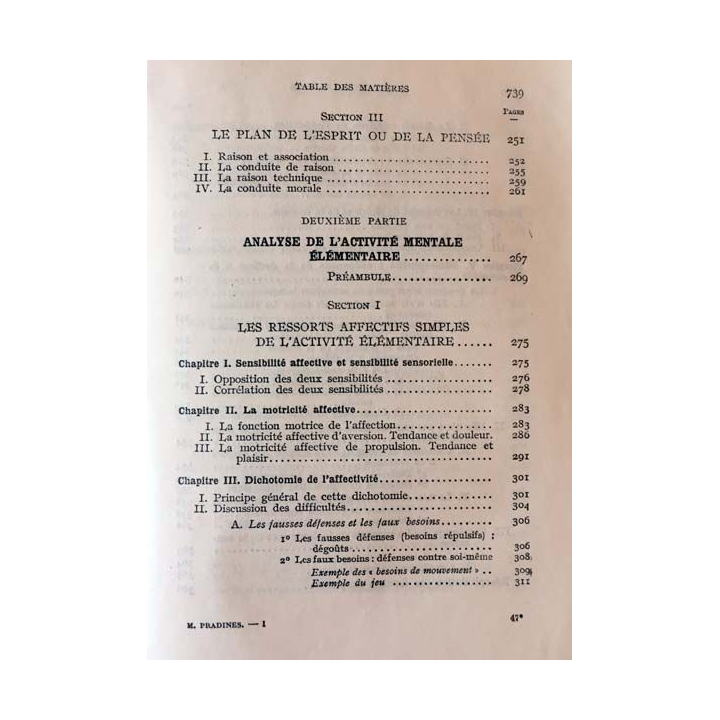 TABLE DES MATIÈRES 739
PAGES
SECTION III
LE PLAN DE L'ESPRIT OU DE LA PENSÉE 251
I. Raison et association ........................ 252
II. La conduite de raison ........................ 255
III. La raison technique ........................ 259
IV. La conduite morale ........................ 261
DEUXIÈME PARTIE
ANALYSE DE L'ACTIVITÉ MENTALE
ÉLÉMENTAIRE .............. 267
PRÉAMBULE............... 269
SECTION I
LES RESSORTS AFFECTIFS SIMPLES
DE L'ACTIVITÉ ÉLÉMENTAIRE ...... 275
Chapitre I. Sensibilité affective et sensibilité sensorielle....... 275
I. Opposition des deux sensibilités ................ 276
II. Corrélation des deux sensibilités ................ 278
Chapitre II. La motricité affective...................... 283
I. La fonction motrice de l'affection .............. 283
II. La motricité affective d'aversion. Tendance et douleur. 286
III. La motricité affective de propulsion. Tendance et
plaisir.................................... 291
Chapitre III. Dichotomie de l'affectivité................... 301
I. Principe général de cette dichotomie............. 301
II. Discussion des difficultés ...................... 304
A. Les fausses défenses et les faux besoins......... 306
1º Les fausses défenses (besoins répulsifs) ;
dégoûts ...................... 306
2º Les faux besoins : défenses contre soi-même 308
Exemple des « besoins de mouvement » .. 309
Exemple du jeu .................. 311
M. PRADINES. — I 47*